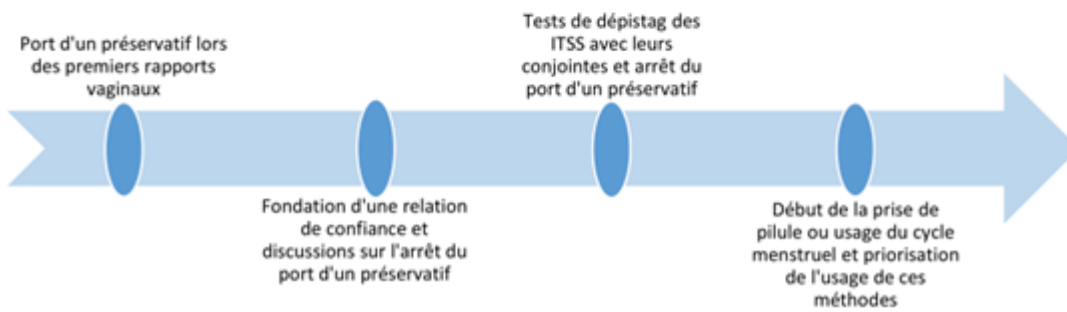 Port d'un préservatif lors
des premiers rapports
vaginaux
Fondation d'une relation
de confiance et
discussions sur l'arrêt du
port d'un préservatif
Tests de dépistag des
ITSS avec leurs
conjointes et arrêt du
port d'un préservatif
Début de la prise de
pilule ou usage du cycle
menstruel et priorisation
de l'usage de ces
méthodes